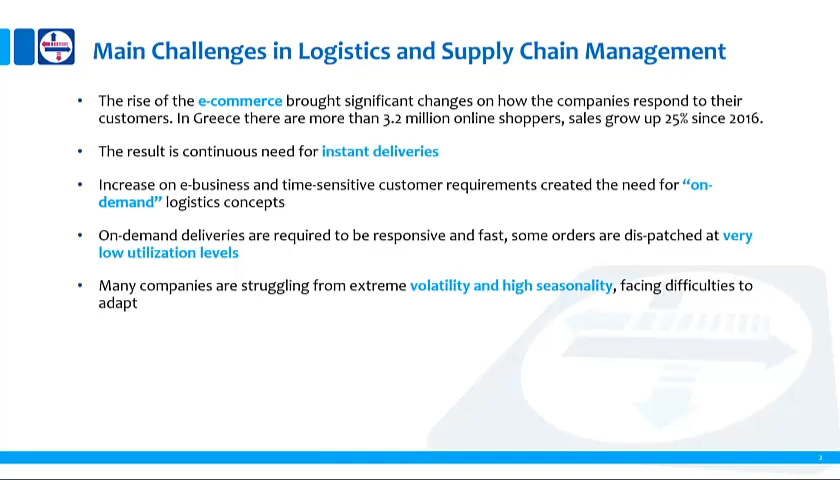 Main Challenges in Logistics and Supply Chain Management
• The rise of the e-commerce brought significant changes on how the companies respond to their
customers. In Greece there are more than 3.2 million online shoppers, sales grow up 25% since 2016.
• The result is continuous need for instant deliveries
• Increase on e-business and time-sensitive customer requirements created the need for “on-
demand” logistics concepts
• On-demand deliveries are required to be responsive and fast, some orders are dis-patched at very
low utilization levels
• Many companies are struggling from extreme volatility and high seasonality, facing difficulties to
adapt